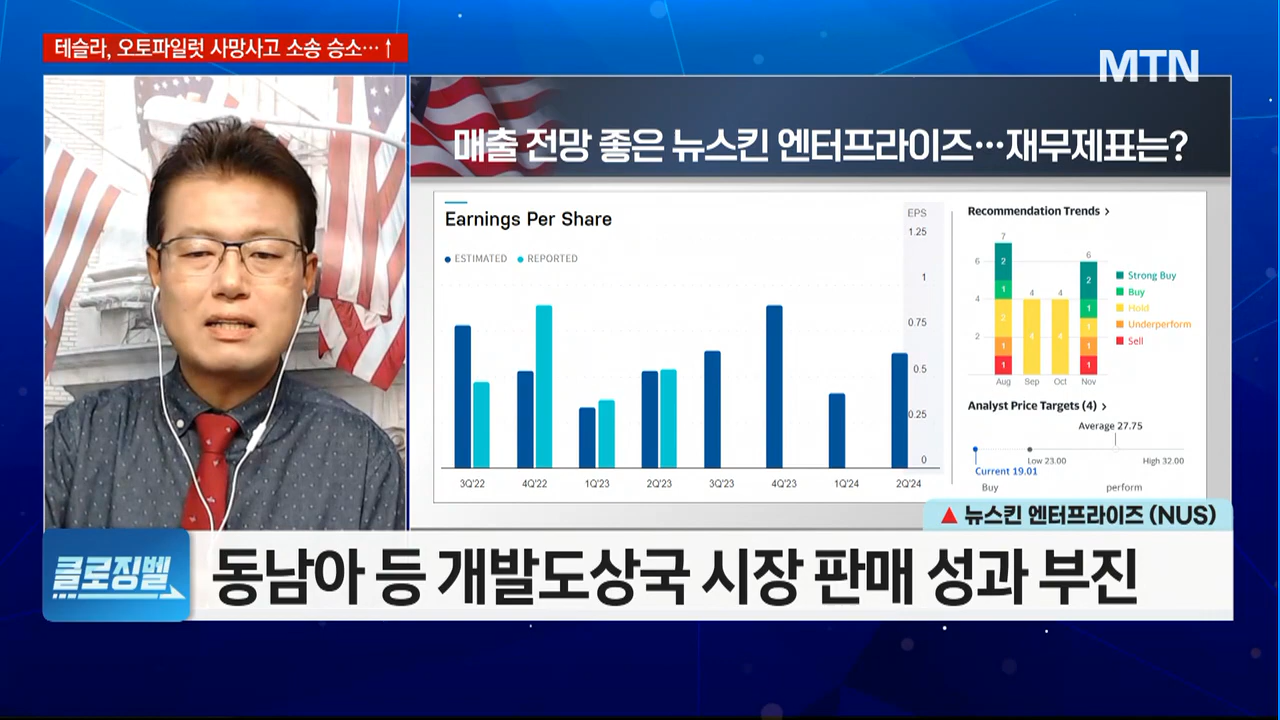 테슬라, 오토파일럿 사망사고 소송 승소…↑
MTN
매출 전망 좋은 뉴스킨 엔터프라이즈…재무제표는?
Earnings Per Share
ESTIMATED REPORTED
EPS
1.25
1
0.75
0.5
0.25
0
3Q'22 4Q'22 1Q'23 2Q'23 3Q'23 4Q'23 1Q'24 2Q'24
Recommendation Trends >
7
6
6
4
4
4
2
2
1
2
1
1
4
4
2
1
1
1
1
Aug Sep Oct Nov
Strong Buy
Buy
Hold
Underperform
Sell
Analyst Price Targets (4) >
Average 27.75
Low 23.00
High 32.00
Current 19.01
Buy
perform
▲ 뉴스킨 엔터프라이즈 (NUS)
클로징벨
동남아 등 개발도상국 시장 판매 성과 부진